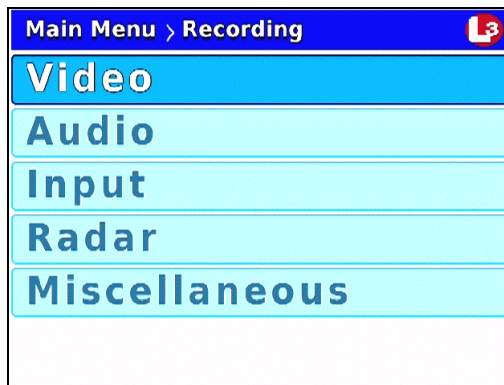 Main Menu > Recording
L3
Video
Audio
Input
Radar
Miscellaneous